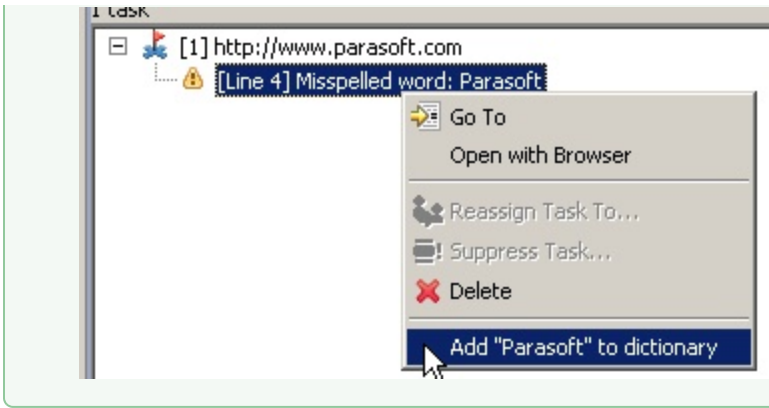 1 task
[1] http://www.parasoft.com
[Line 4] Misspelled word: Parasoft
Go To
Open with Browser
Reassign Task To...
Suppress Task...
Delete
Add "Parasoft" to dictionary